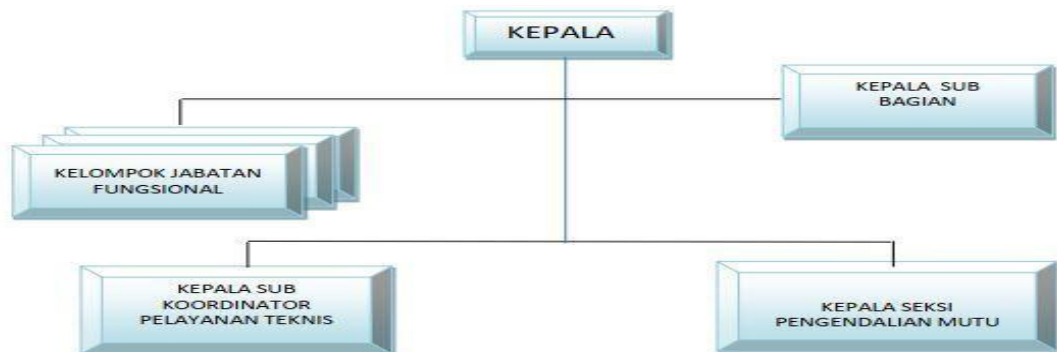 KEPALA
KEPALA SUB
BAGIAN
KELOMPOK JABATAN
FUNGSIONAL
KEPALA SUB
KOORDINATOR
PELAYANAN TEKNIS
KEPALA SEKSI
PENGENDALIAN MUTU